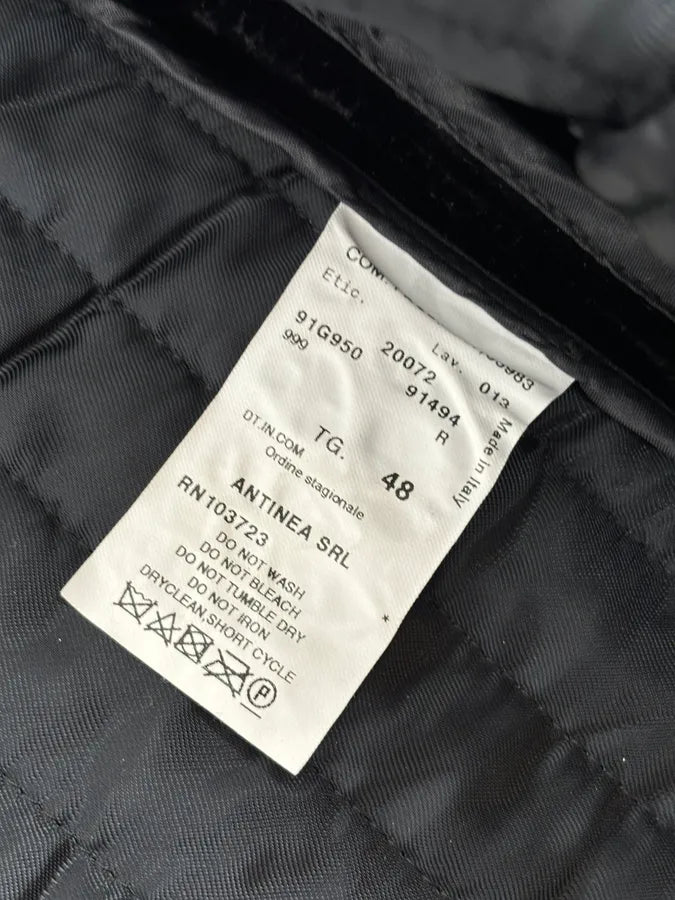 Etic. Lav. 013
91G950 20072 91494
999 R
TG. 48
DT.IN.COM
Ordine stagionale
ANTINEA SRL
RN103723
DO NOT WASH
DO NOT BLEACH
DO NOT TUMBLE DRY
DO NOT IRON
DRYCLEAN,SHORT CYCLE
P
*
Made in Italy